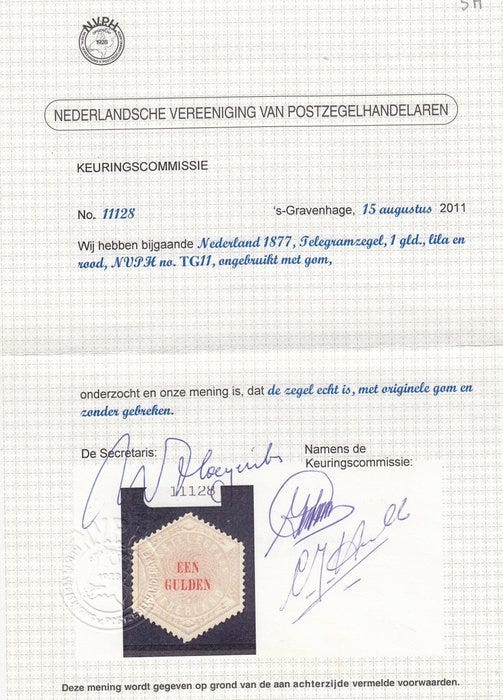 N.V.P.H.
1928
NEDERLANDSCHE VEREENIGING VAN POSTZEGELHANDELAREN
KEURINGSCOMMISSIE
No. 11128 's-Gravenhage, 15 augustus 2011
Wij hebben bijgaande Nederland 1877, Telegramzegel, 1 gld., lila en
rood, NVPH no. TG11, ongebruikt met gom,
onderzocht en onze mening is, dat de zegel echt is, met originele gom en
zonder gebreken.
De Secretaris: Namens de
Keuringscommissie:
11128
EEN
GULDEN
Deze mening wordt gegeven op grond van de aan achterzijde vermelde voorwaarden.